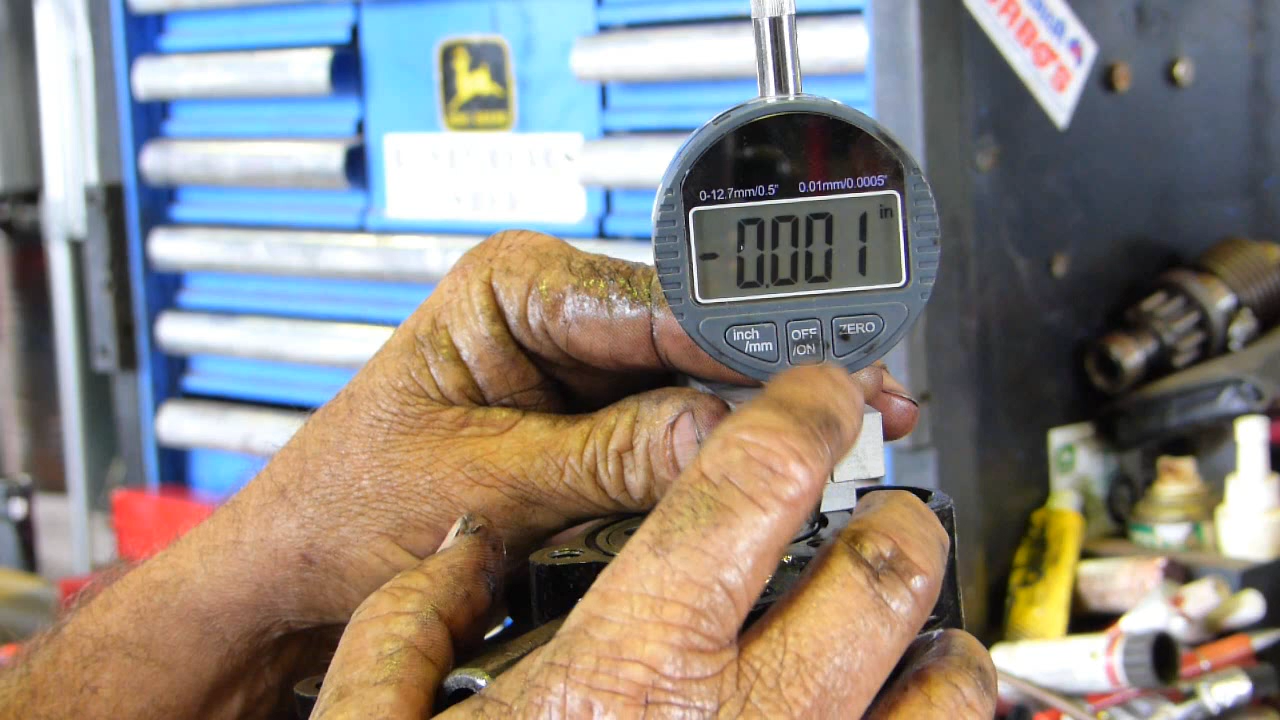 0-12.7mm/0.5" 0.01mm/0.0005"
-0.001 in
inch
/mm
OFF
/ON
ZERO